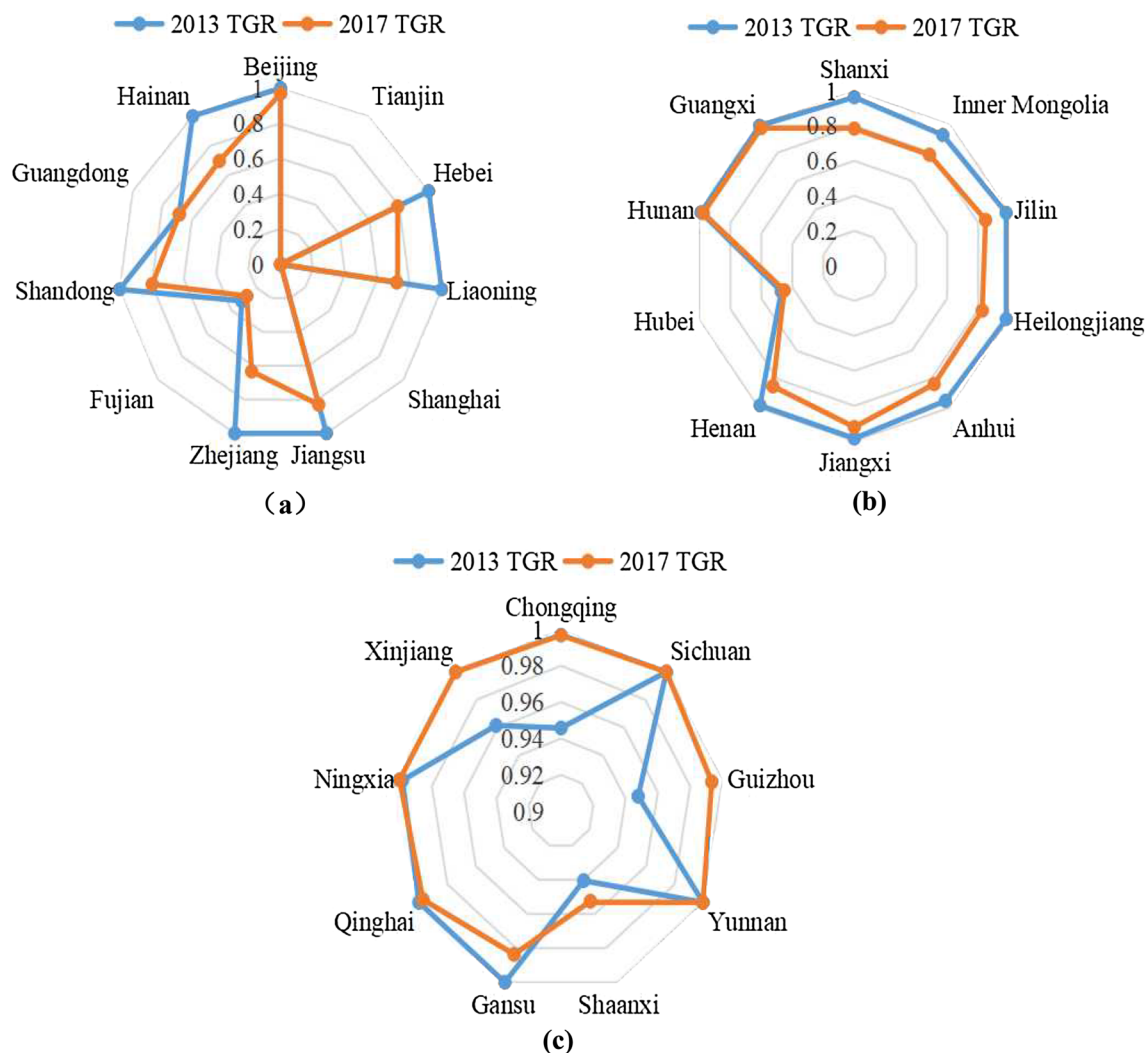 2013 TGR 2017 TGR
Beijing
Tianjin
Hebei
Liaoning
Shanghai
Jiangsu
Zhejiang
Fujian
Shandong
Guangdong
Hainan
1
0.8
0.6
0.4
0.2
0
（a）
2013 TGR 2017 TGR
Shanxi
Inner Mongolia
Jilin
Heilongjiang
Anhui
Jiangxi
Henan
Hubei
Hunan
Guangxi
1
0.8
0.6
0.4
0.2
0
(b)
2013 TGR 2017 TGR
Chongqing
Sichuan
Guizhou
Yunnan
Shaanxi
Gansu
Qinghai
Ningxia
Xinjiang
1
0.98
0.96
0.94
0.92
0.9
(c)